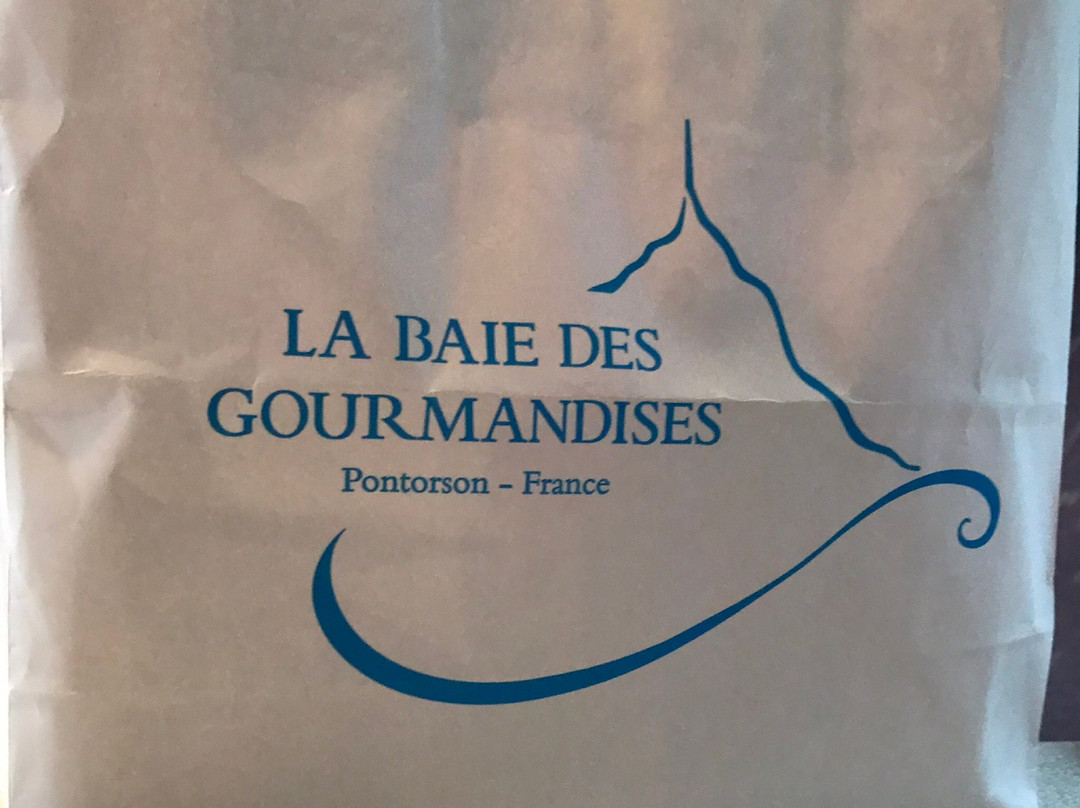 LA BAIE DES
GOURMANDISES
Pontorson – France